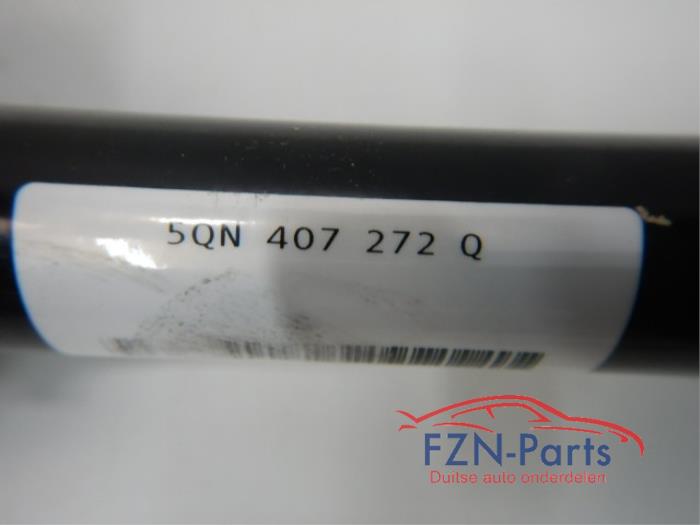 5QN 407 272 Q
FZN-Parts
Duitse auto onderdelen